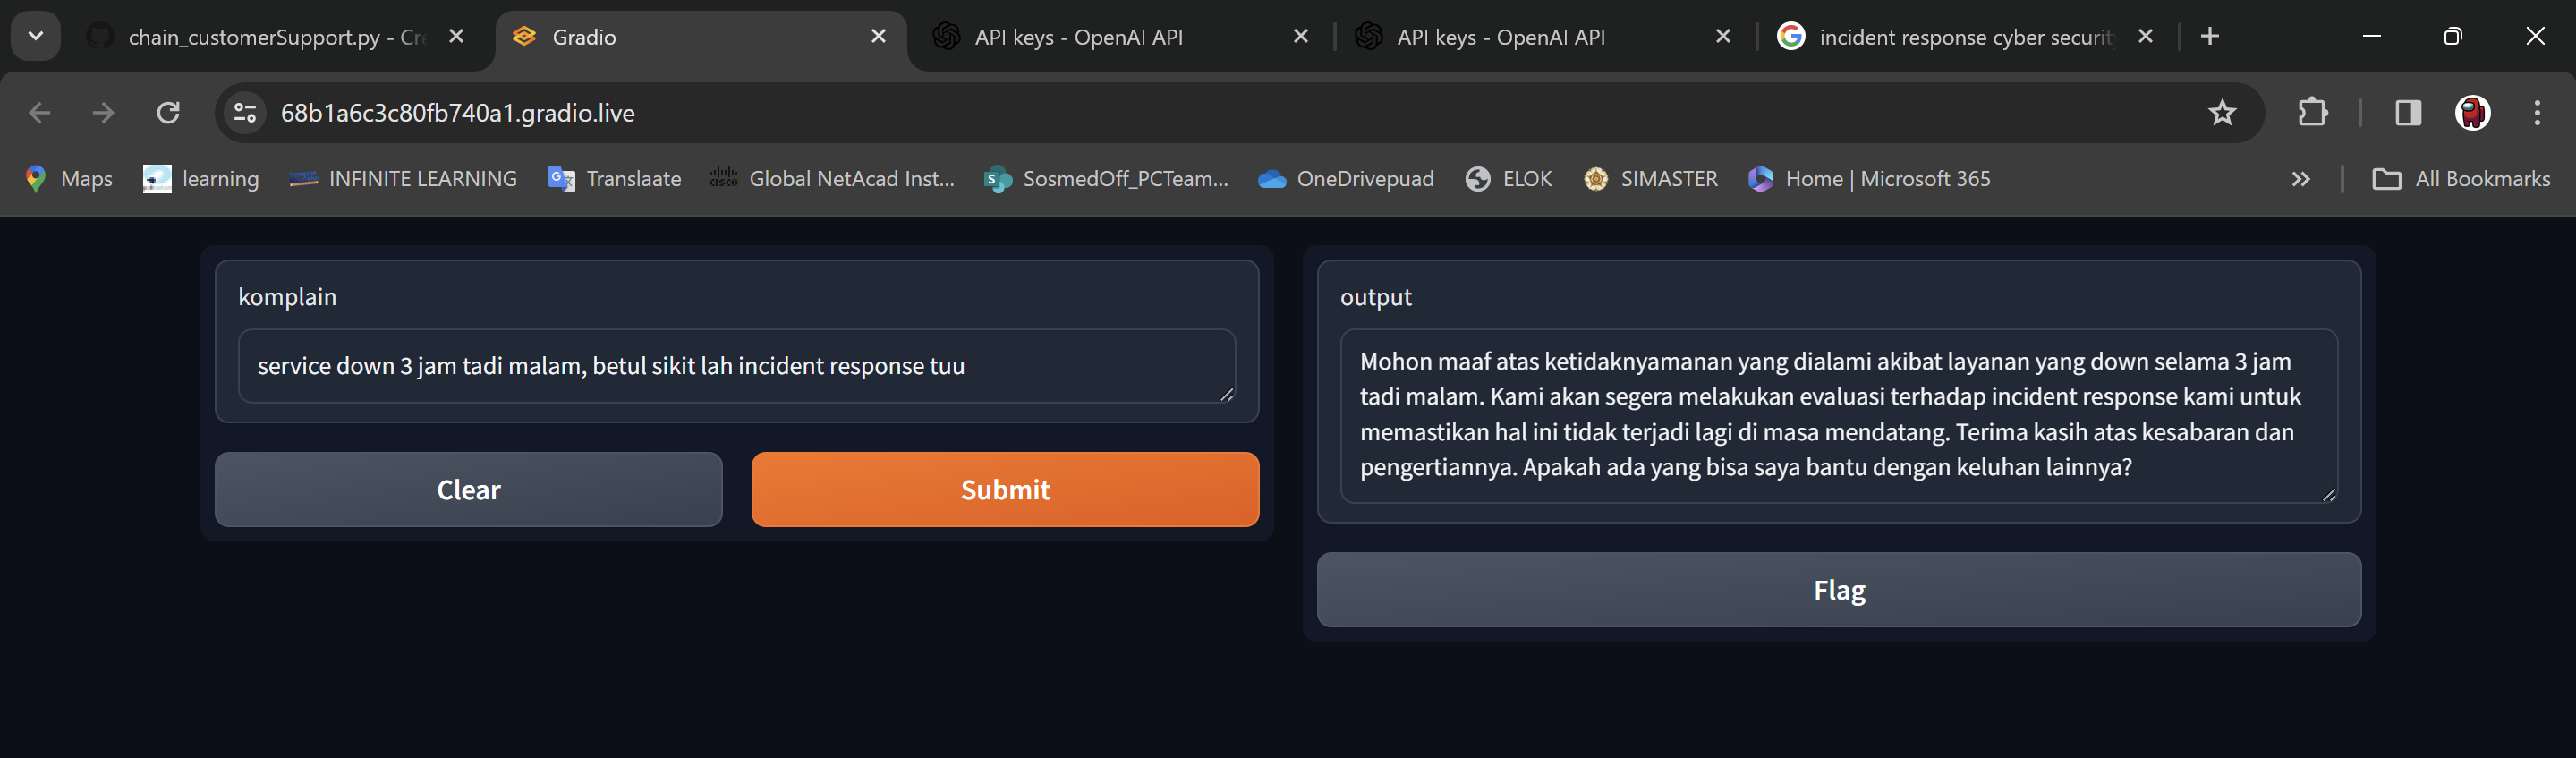 chain_customerSupport.py - Cre
Gradio
API keys - OpenAI API
API keys - OpenAI API
incident response cyber securit
68b1a6c3c80fb740a1.gradio.live
Maps
learning
INFINITE LEARNING
Translaate
Global NetAcad Inst...
SosmedOff_PCTeam...
OneDrivepuad
ELOK
SIMASTER
Home | Microsoft 365
All Bookmarks
komplain
service down 3 jam tadi malam, betul sikit lah incident response tuu
Clear
Submit
output
Mohon maaf atas ketidaknyamanan yang dialami akibat layanan yang down selama 3 jam
tadi malam. Kami akan segera melakukan evaluasi terhadap incident response kami untuk
memastikan hal ini tidak terjadi lagi di masa mendatang. Terima kasih atas kesabaran dan
pengertiannya. Apakah ada yang bisa saya bantu dengan keluhan lainnya?
Flag